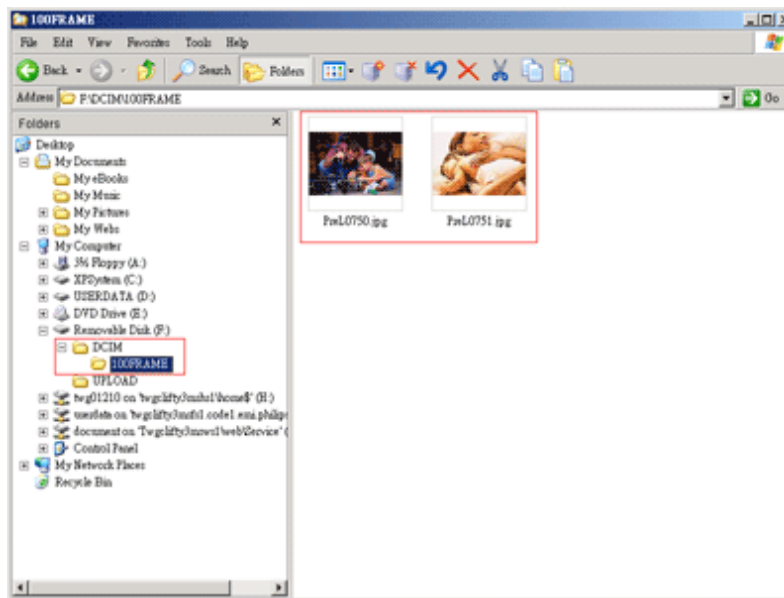 100FRAME
File Edit View Favorites Tools Help
Back Search Folders
Address F:\DCIM\100FRAME Go
Folders
Desktop
My Documents
My eBooks
My Music
My Pictures
My Webs
My Computer
3½ Floppy (A:)
XPSystem (C:)
USERDATA (D:)
DVD Drive (E:)
Removable Disk (F:)
DCIM
100FRAME
UPLOAD
(H:)
Control Panel
My Network Places
Recycle Bin
PreL0750.jpg PreL0751.jpg